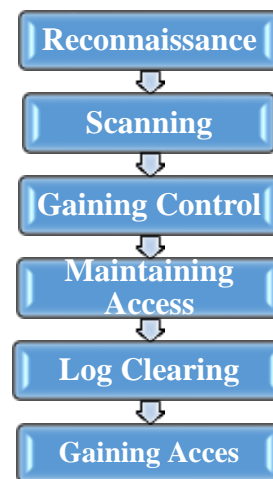 Reconnaissance
Scanning
Gaining Control
Maintaining
Access
Log Clearing
Gaining Acces